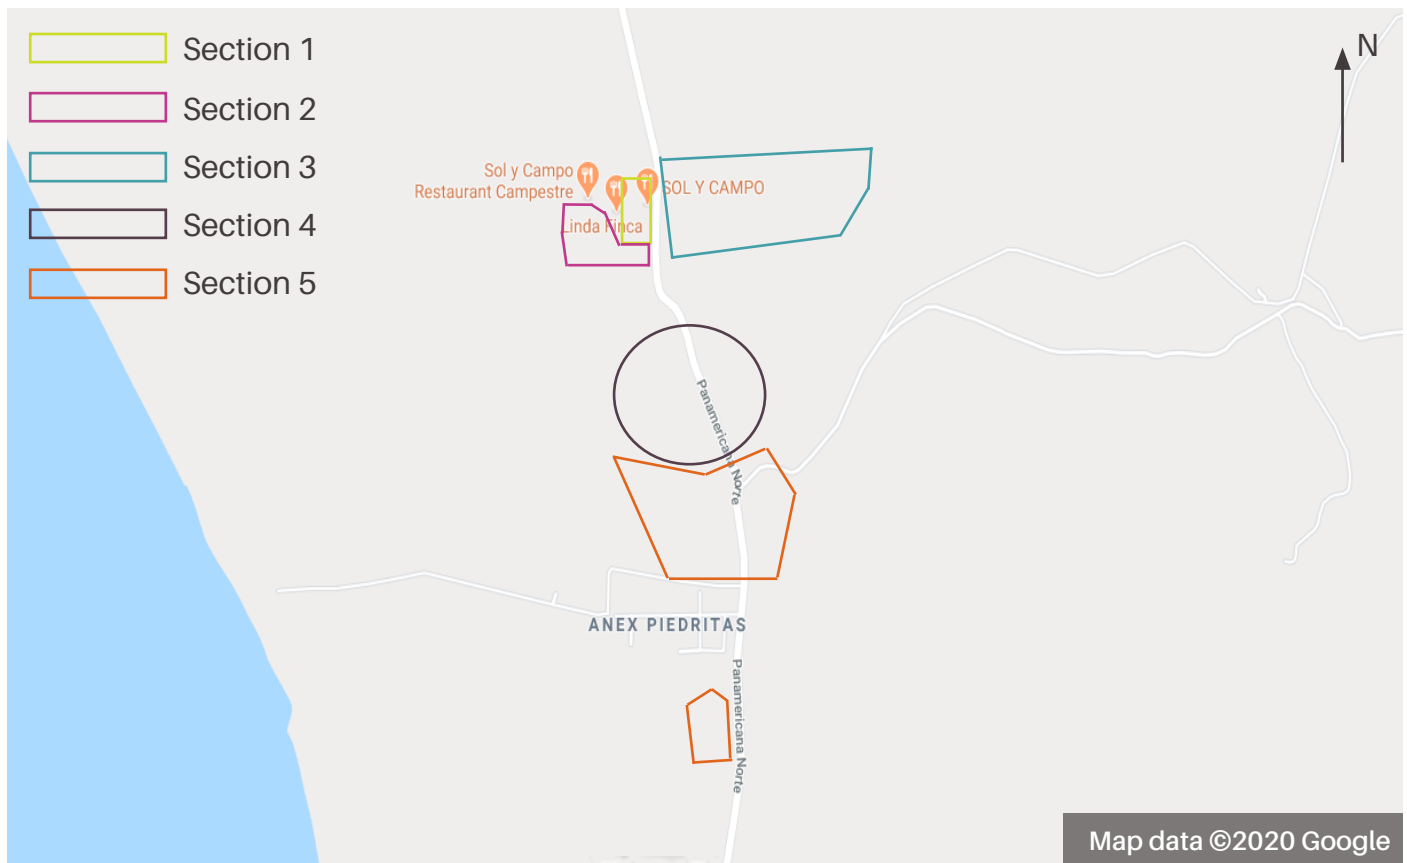 Section 1
Section 2
Section 3
Section 4
Section 5
N
Sol y Campo
Restaurant Campestre
SOL Y CAMPO
Linda Finca
Panamericana Norte
ANEX PIEDRITAS
Panamericana Norte
Map data ©2020 Google